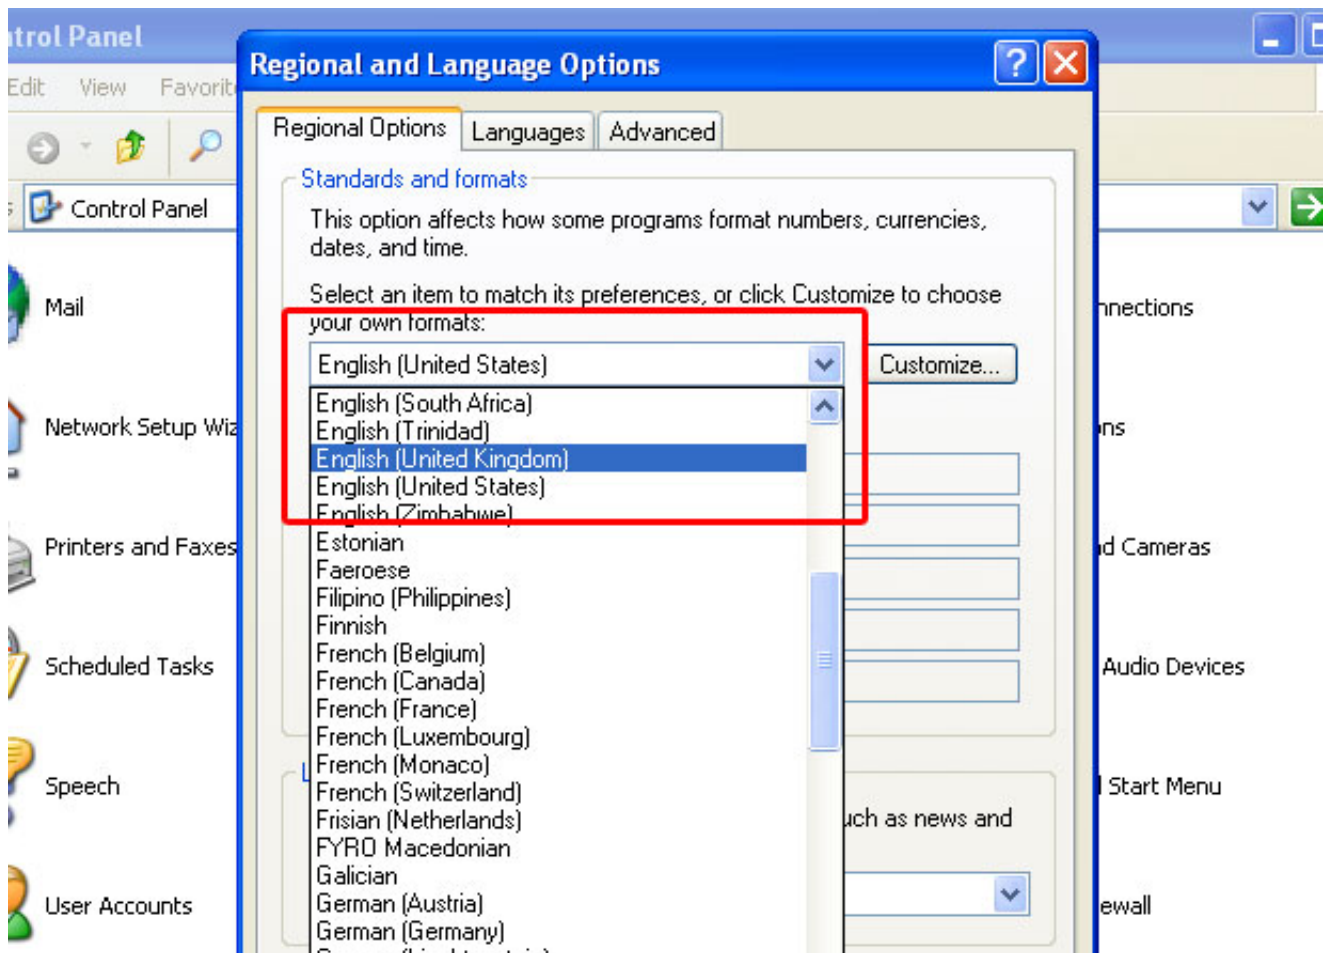 ntrol Panel
Edit View Favorit
Control Panel
Mail
Network Setup Wiz
Printers and Faxes
Scheduled Tasks
Speech
User Accounts
Regional and Language Options
Regional Options Languages Advanced
Standards and formats
This option affects how some programs format numbers, currencies,
dates, and time.
Select an item to match its preferences, or click Customize to choose
your own formats:
English (United States)
Customize...
English (South Africa)
English (Trinidad)
English (United Kingdom)
English (United States)
English (Zimbabwe)
Estonian
Faeroese
Filipino (Philippines)
Finnish
French (Belgium)
French (Canada)
French (France)
French (Luxembourg)
French (Monaco)
French (Switzerland)
Frisian (Netherlands)
FYRO Macedonian
Galician
German (Austria)
German (Germany)
uch as news and
nnections
ons
d Cameras
Audio Devices
Start Menu
ewall